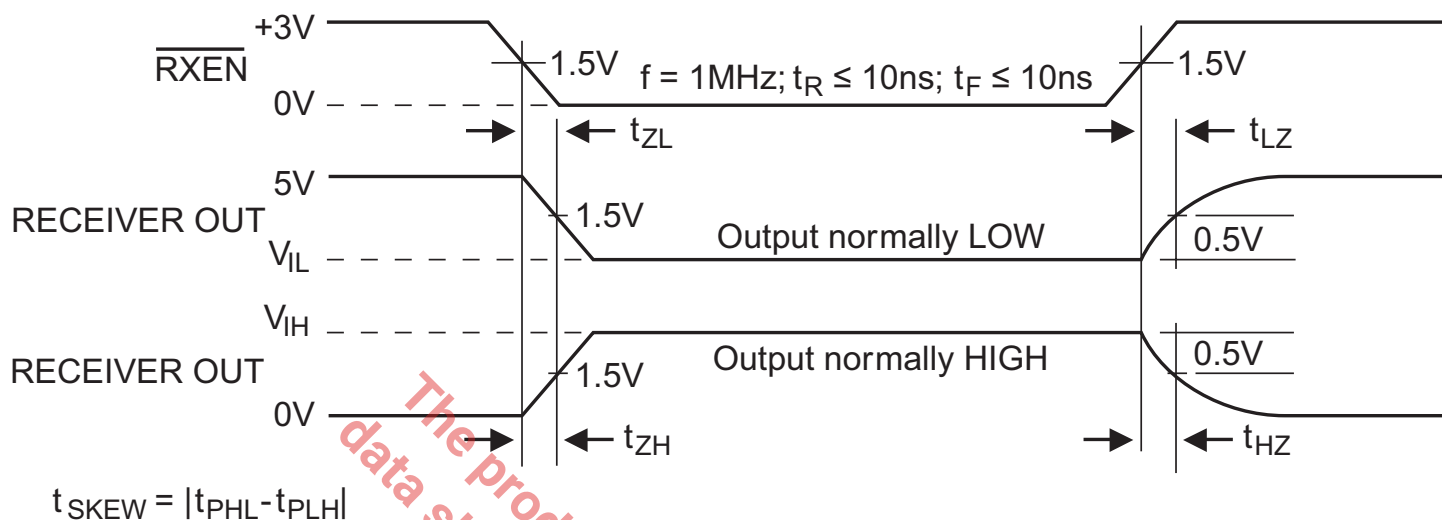 +3V
RXEN
1.5V
f = 1MHz; tR ≤ 10ns; tF ≤ 10ns
1.5V
0V
tZL
tLZ
5V
RECEIVER OUT
1.5V
Output normally LOW
0.5V
VIL
VIH
RECEIVER OUT
1.5V
Output normally HIGH
0.5V
0V
tZH
tHZ
tSKEW = |tPHL-tPLH|
The prod
data s